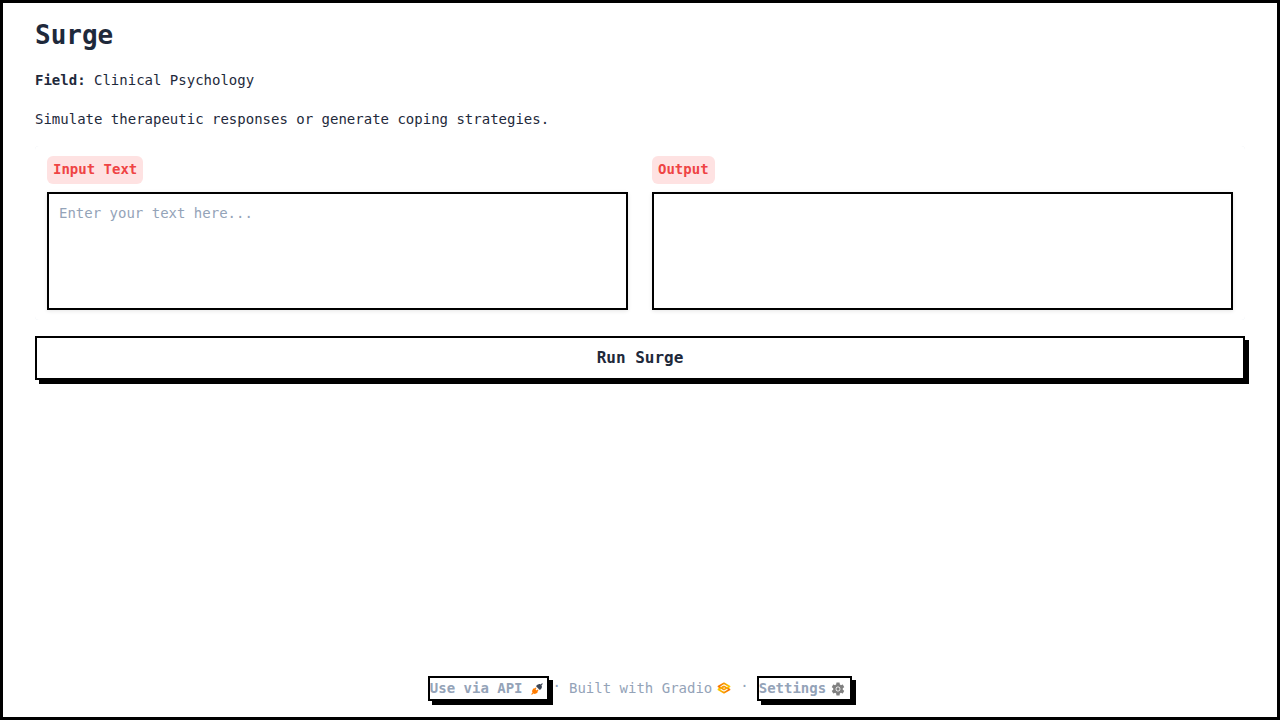 Surge
Field: Clinical Psychology
Simulate therapeutic responses or generate coping strategies.
Input Text
Enter your text here...
Output
Run Surge
Use via API · Built with Gradio · Settings